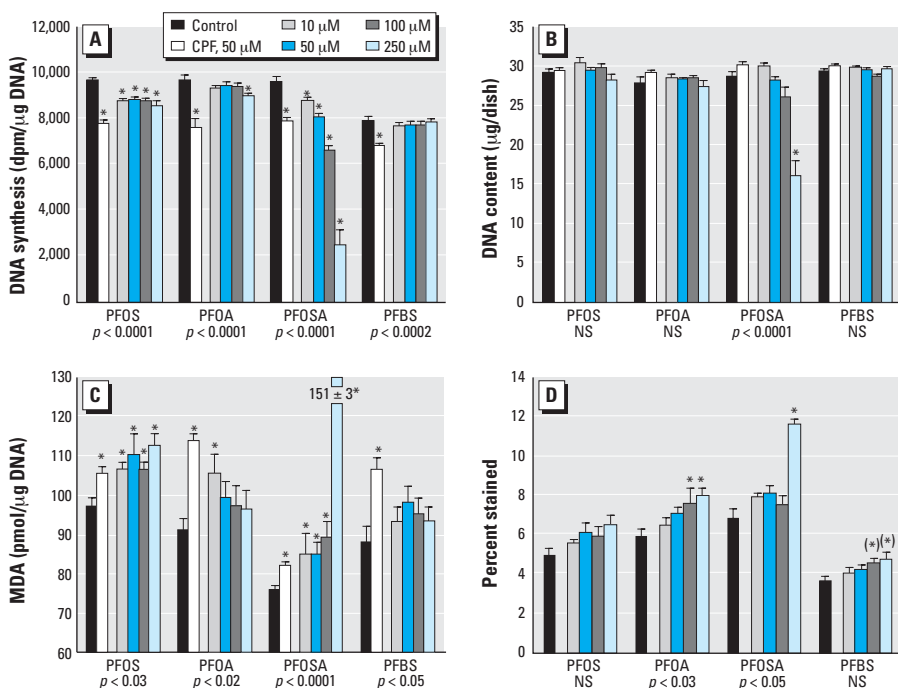 A
Control
10 µM
100 µM
CPF, 50 µM
50 µM
250 µM
DNA synthesis (dpm/µg DNA)
12,000
10,000
8,000
6,000
4,000
2,000
0
*
* * * *
*
*
*
*
*
*
*
*
PFOS
PFOA
PFOSA
PFBS
p < 0.0001
p < 0.0001
p < 0.0001
p < 0.0002
B
DNA content (µg/dish)
35
30
25
20
15
10
5
0
*
PFOS
PFOA
PFOSA
PFBS
NS
NS
p < 0.0001
NS
C
MDA (pmol/µg DNA)
130
120
110
100
90
80
70
60
151 ± 3*
*
*
*
*
*
*
*
*
*
*
*
*
PFOS
PFOA
PFOSA
PFBS
p < 0.03
p < 0.02
p < 0.0001
p < 0.05
D
Percent stained
14
12
10
8
6
4
2
0
* *
*
(*) (*)
PFOS
PFOA
PFOSA
PFBS
NS
p < 0.03
p < 0.05
NS